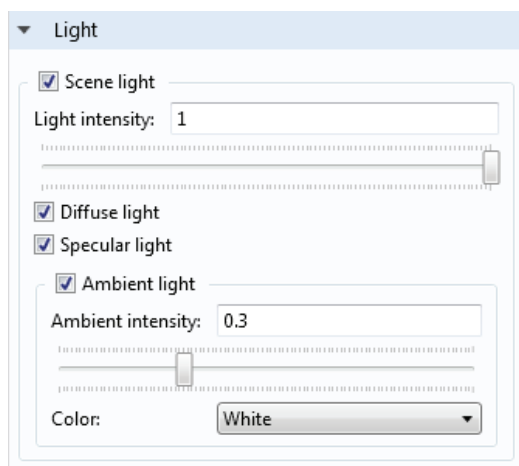 Light
Scene light
Light intensity: 1
Diffuse light
Specular light
Ambient light
Ambient intensity: 0.3
Color: White